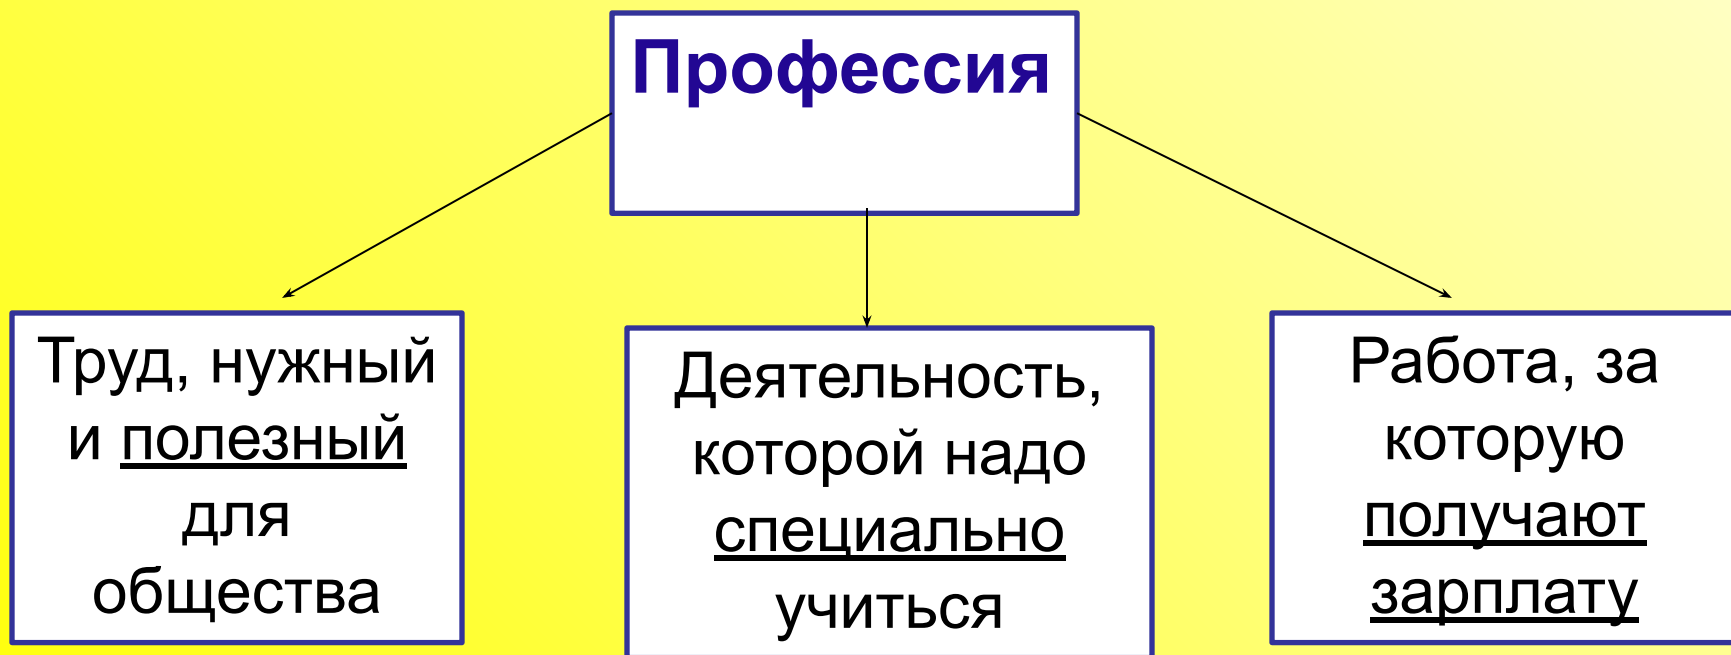 Профессия
Труд, нужный
и полезный
для
общества
Деятельность,
которой надо
специально
учиться
Работа, за
которую
получают
зарплату